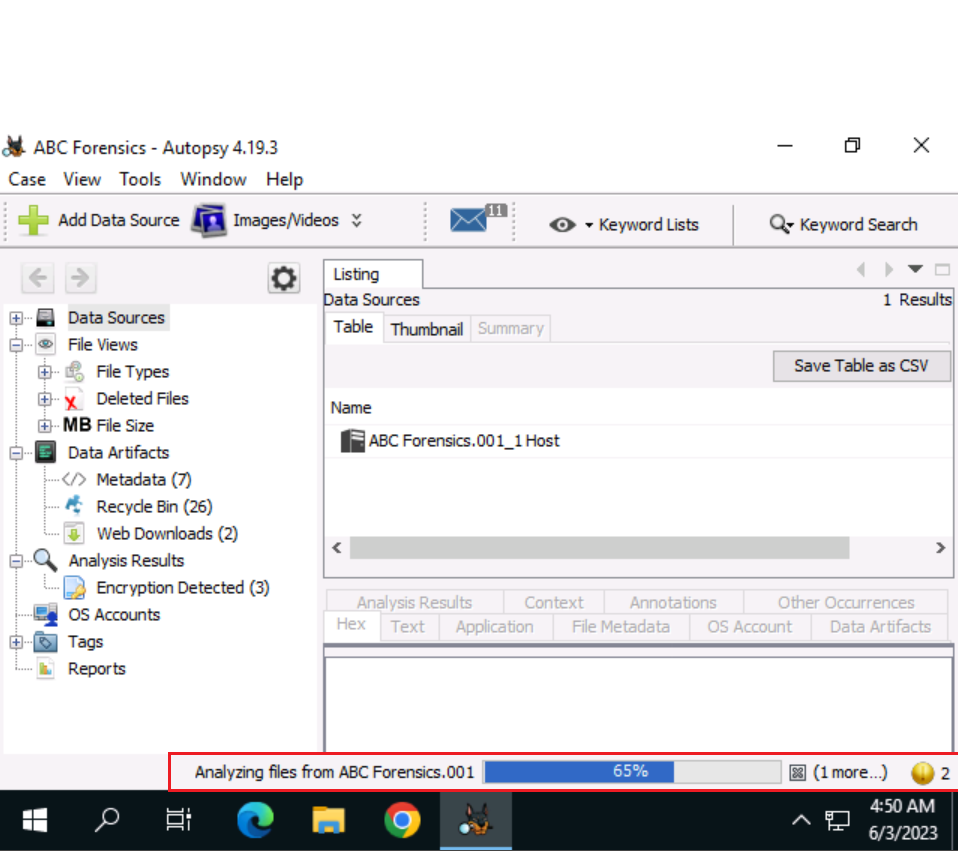 ABC Forensics - Autopsy 4.19.3
Case View Tools Window Help
Add Data Source Images/Videos 11 Keyword Lists Keyword Search
Listing
Data Sources 1 Results
Table Thumbnail Summary
Save Table as CSV
Name
ABC Forensics.001_1 Host
Data Sources
File Views
File Types
Deleted Files
MB File Size
Data Artifacts
Metadata (7)
Recycle Bin (26)
Web Downloads (2)
Analysis Results
Encryption Detected (3)
OS Accounts
Tags
Reports
Analysis Results Context Annotations Other Occurrences
Hex Text Application File Metadata OS Account Data Artifacts
Analyzing files from ABC Forensics.001 65% (1 more...) 2
4:50 AM
6/3/2023